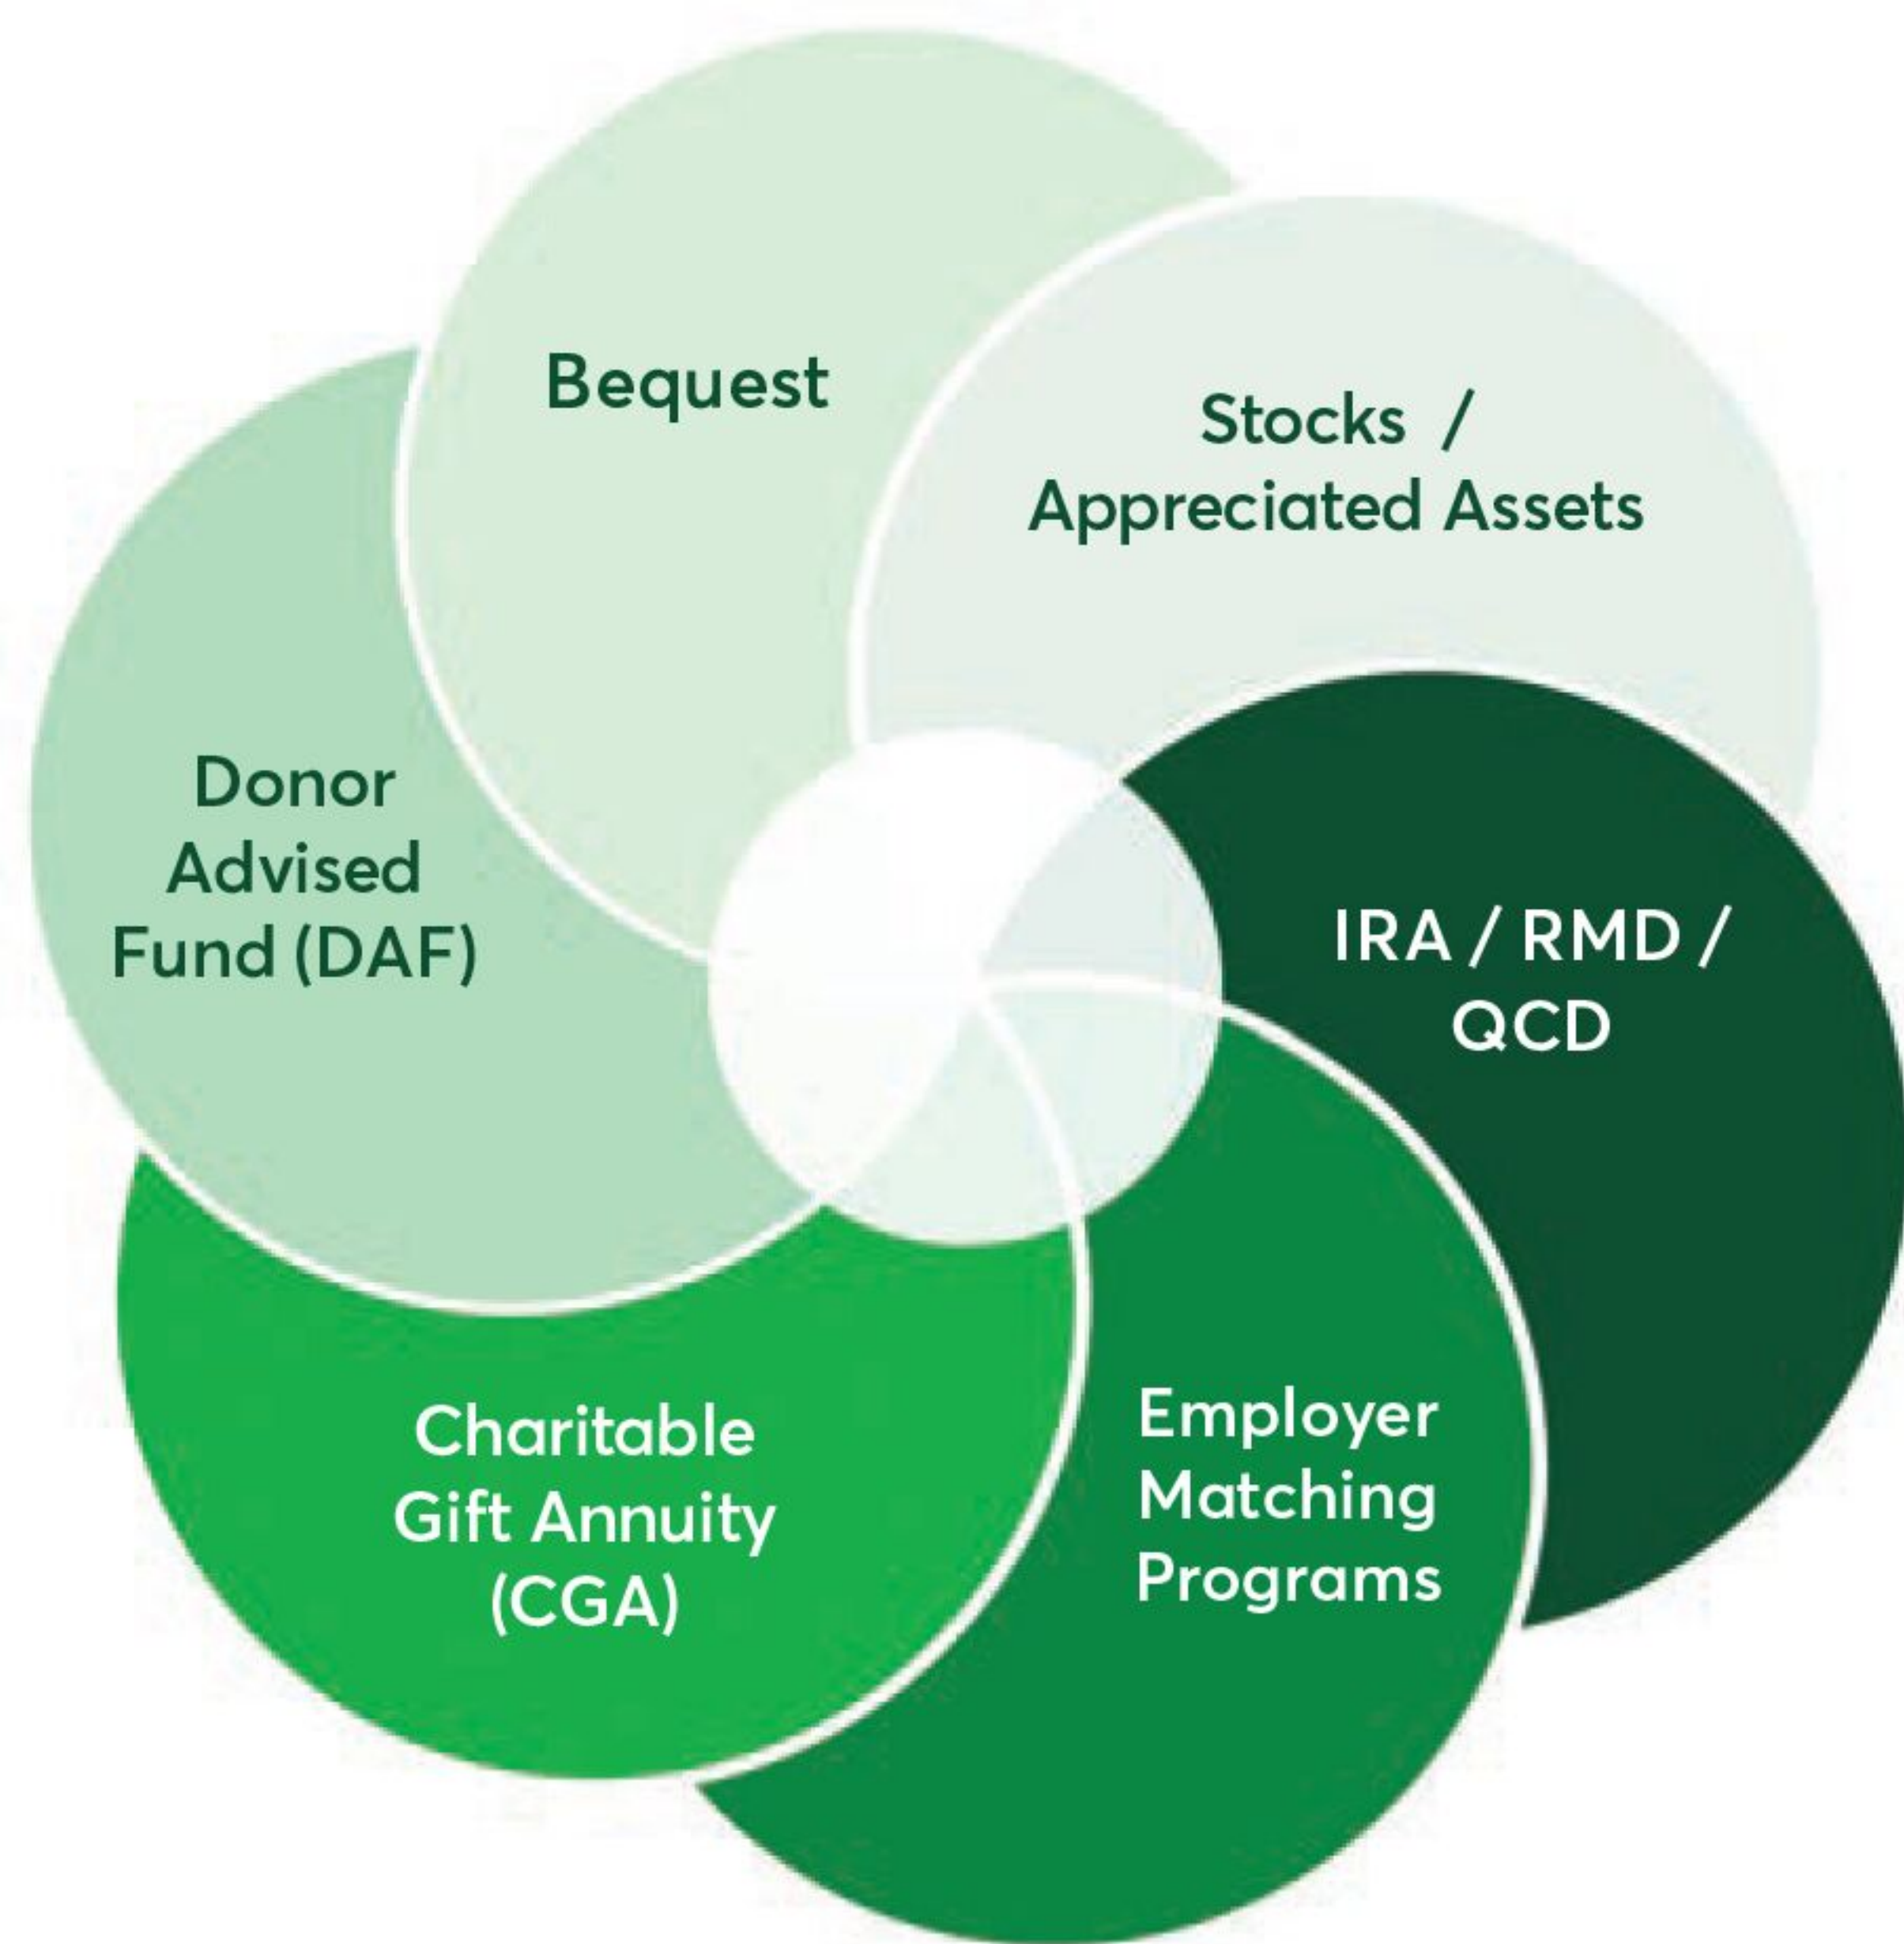 Bequest
Stocks /
Appreciated Assets
Donor
Advised
Fund (DAF)
IRA / RMD /
QCD
Charitable
Gift Annuity
(CGA)
Employer
Matching
Programs